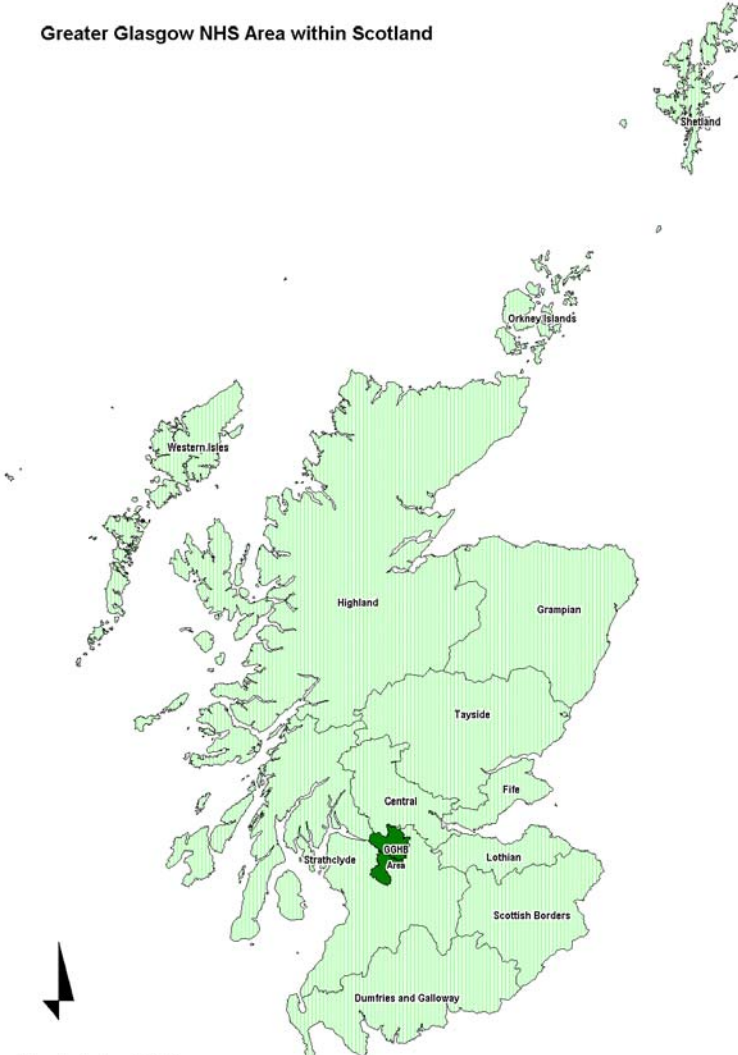 Greater Glasgow NHS Area within Scotland
Shetland
Orkney Islands
Western Isles
Highland
Grampian
Tayside
Fife
Central
GGHB
Area
Strathclyde
Lothian
Scottish Borders
Dumfries and Galloway